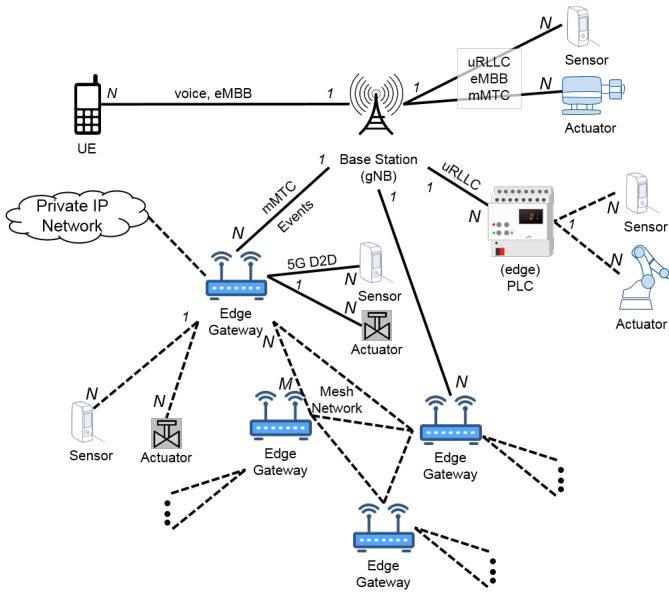 N
Sensor
uRLLC
eMBB
mMTC
N
voice, eMBB
1
1
N
Actuator
UE
Base Station
(gNB)
1
1
1
uRLLC
N
mMTC
Events
N
Private IP
Network
(edge)
PLC
1
N
N
Sensor
Actuator
5G D2D
1
N
N
Sensor
Actuator
Edge
Gateway
1
N
N
N
Sensor
Actuator
M
Mesh
Network
N
Edge
Gateway
Edge
Gateway
Edge
Gateway